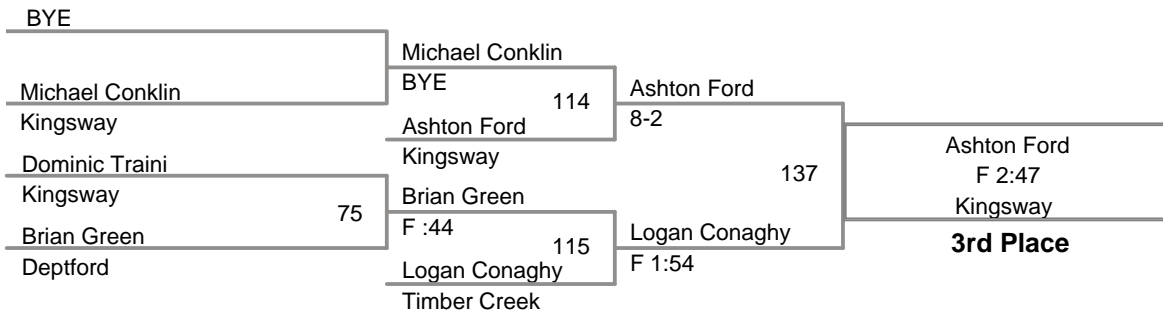 BYE
Michael Conklin
Kingsway
Dominic Traini
Kingsway
75
Brian Green
Deptford
Michael Conklin
BYE
114
Ashton Ford
Kingsway
Brian Green
F :44
115
Logan Conaghy
Timber Creek
Ashton Ford
8-2
137
Logan Conaghy
F 1:54
Ashton Ford
F 2:47
Kingsway
3rd Place